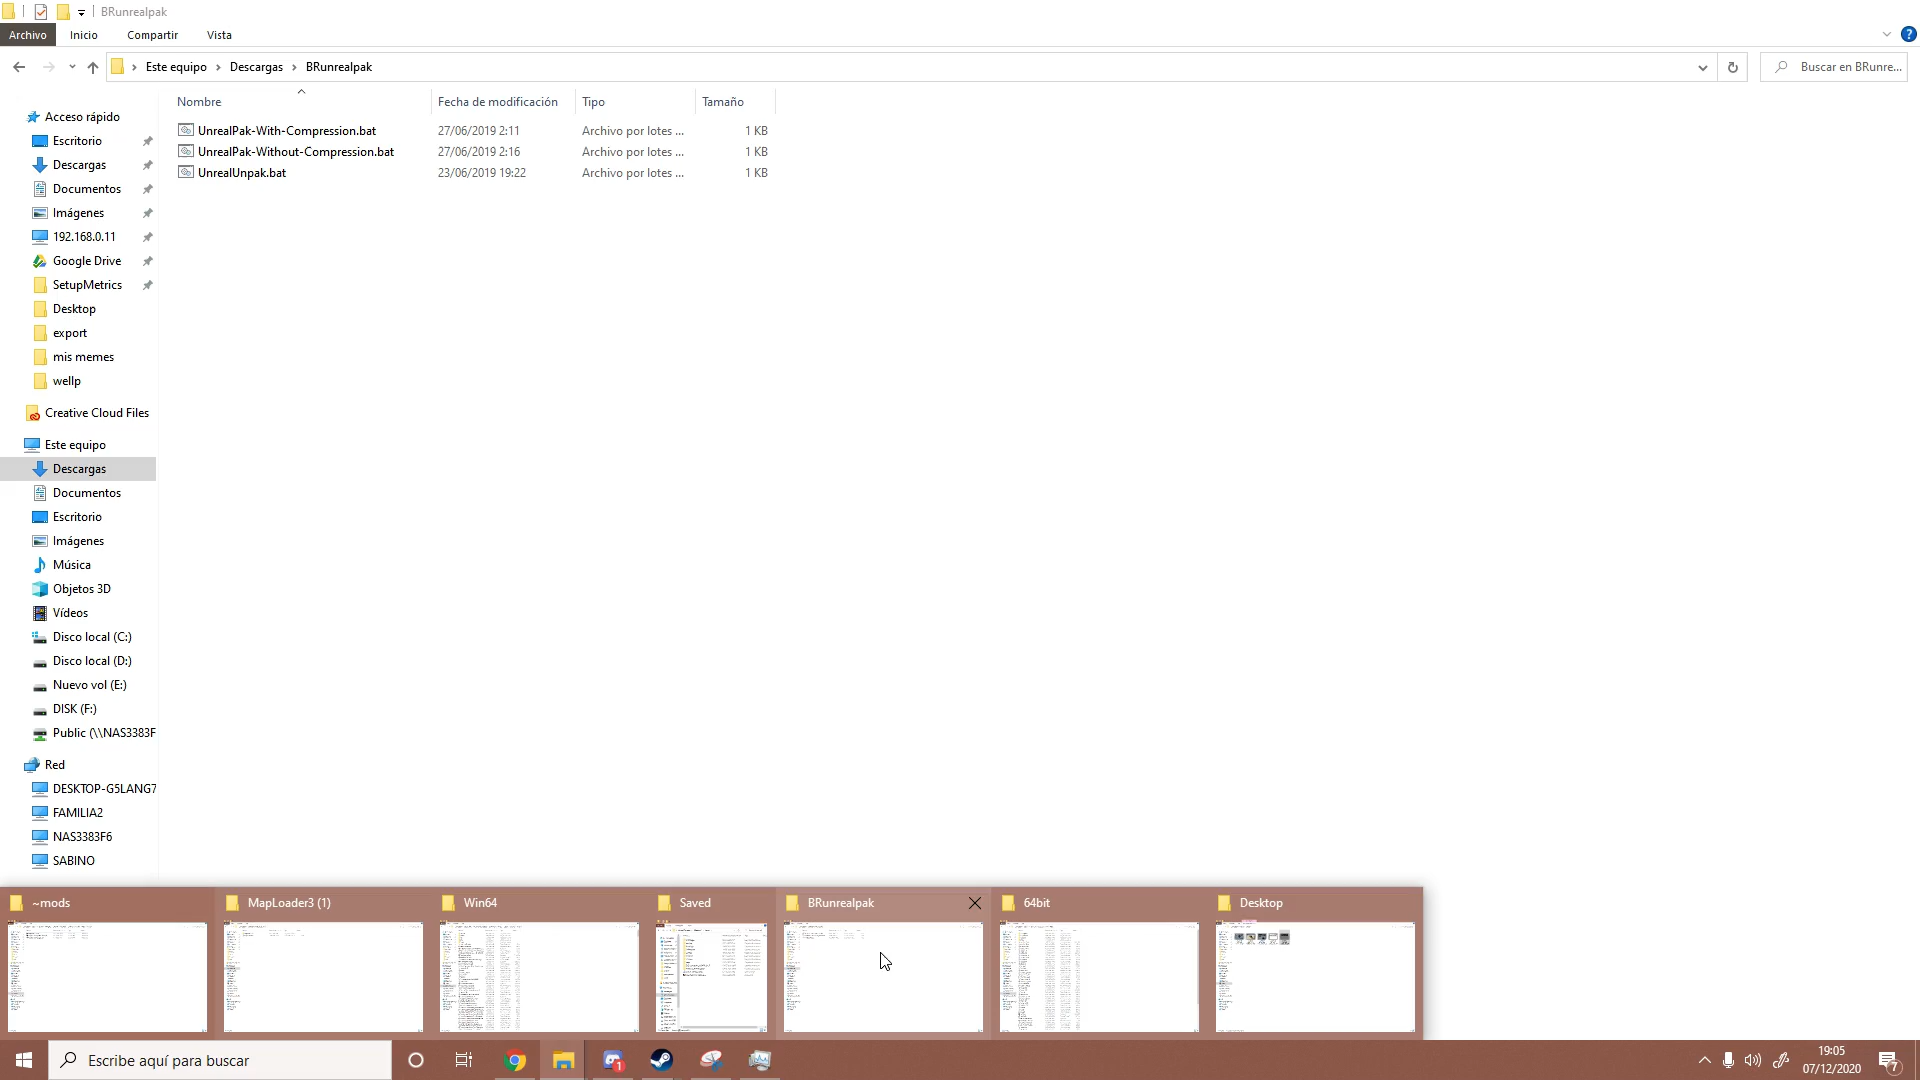 BRunrealpak
Archivo Inicio Compartir Vista
Este equipo Descargas BRunrealpak
Buscar en BRunre...
Nombre Fecha de modificación Tipo Tamaño
UnrealPak-With-Compression.bat 27/06/2019 2:11 Archivo por lotes ... 1 KB
UnrealPak-Without-Compression.bat 27/06/2019 2:16 Archivo por lotes ... 1 KB
UnrealUnpak.bat 23/06/2019 19:22 Archivo por lotes ... 1 KB
Acceso rápido
Escritorio
Descargas
Documentos
Imágenes
192.168.0.11
Google Drive
SetupMetrics
Desktop
export
mis memes
wellp
Creative Cloud Files
Este equipo
Descargas
Documentos
Escritorio
Imágenes
Música
Objetos 3D
Vídeos
Disco local (C:)
Disco local (D:)
Nuevo vol (E:)
DISK (F:)
Public (\\NAS3383F
Red
DESKTOP-G5LANG7
FAMILIA2
NAS3383F6
SABINO
~mods MapLoader3 (1) Win64 Saved BRunrealpak 64bit Desktop
Escribe aquí para buscar
1
19:05
07/12/2020
7